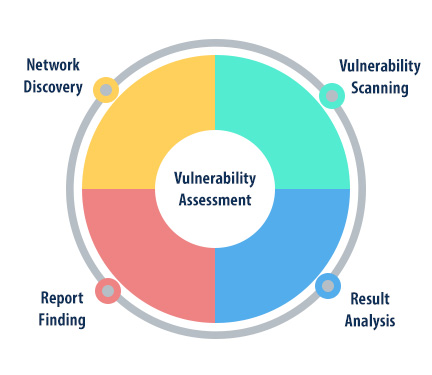 Network
Discovery
Vulnerability
Scanning
Vulnerability
Assessment
Report
Finding
Result
Analysis